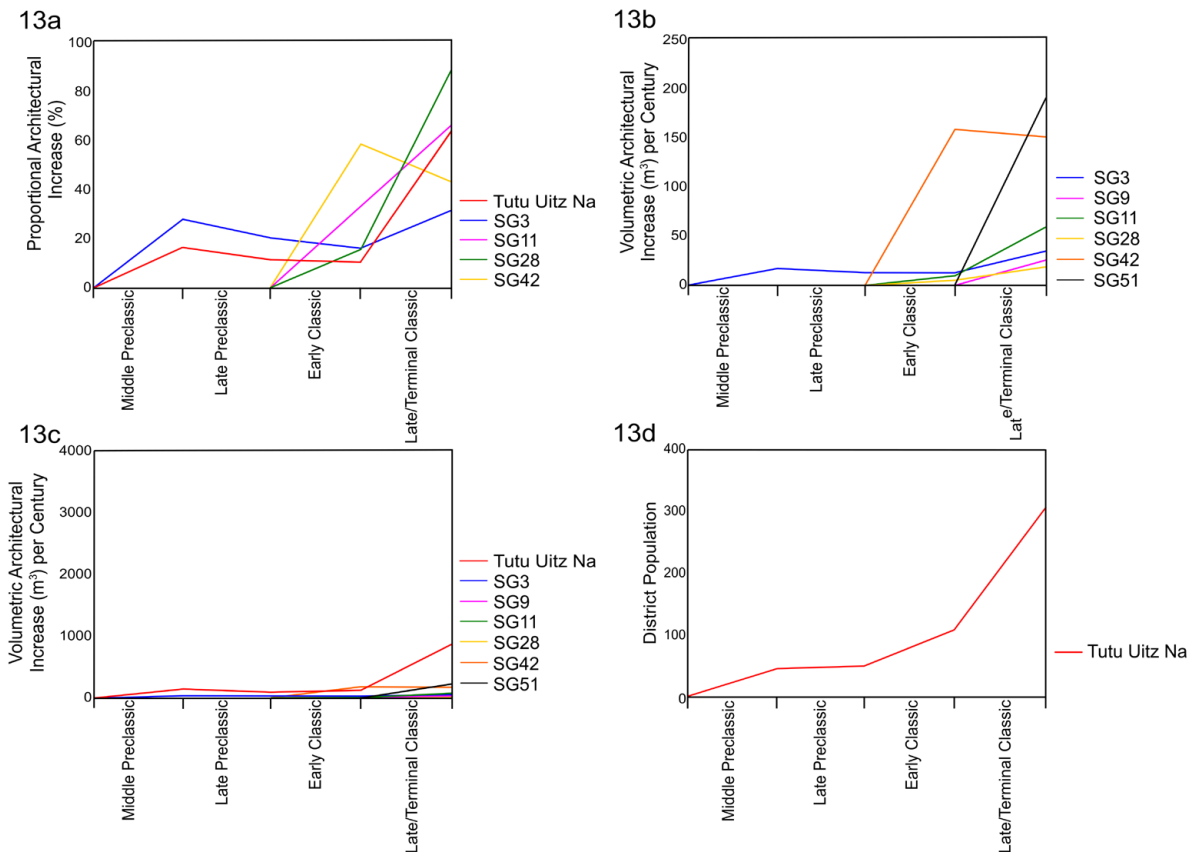 13a
Proportional Architectural
Increase (%)
100
80
60
40
20
0
Middle Preclassic
Late Preclassic
Early Classic
Late/Terminal Classic
Tutu Uitz Na
SG3
SG11
SG28
SG42
13b
Volumetric Architectural
Increase (m³) per Century
250
200
150
100
50
0
Middle Preclassic
Late Preclassic
Early Classic
Late/Terminal Classic
SG3
SG9
SG11
SG28
SG42
SG51
13c
Volumetric Architectural
Increase (m³) per Century
4000
3000
2000
1000
0
Middle Preclassic
Late Preclassic
Early Classic
Late/Terminal Classic
Tutu Uitz Na
SG3
SG9
SG11
SG28
SG42
SG51
13d
District Population
400
300
200
100
0
Middle Preclassic
Late Preclassic
Early Classic
Late/Terminal Classic
Tutu Uitz Na